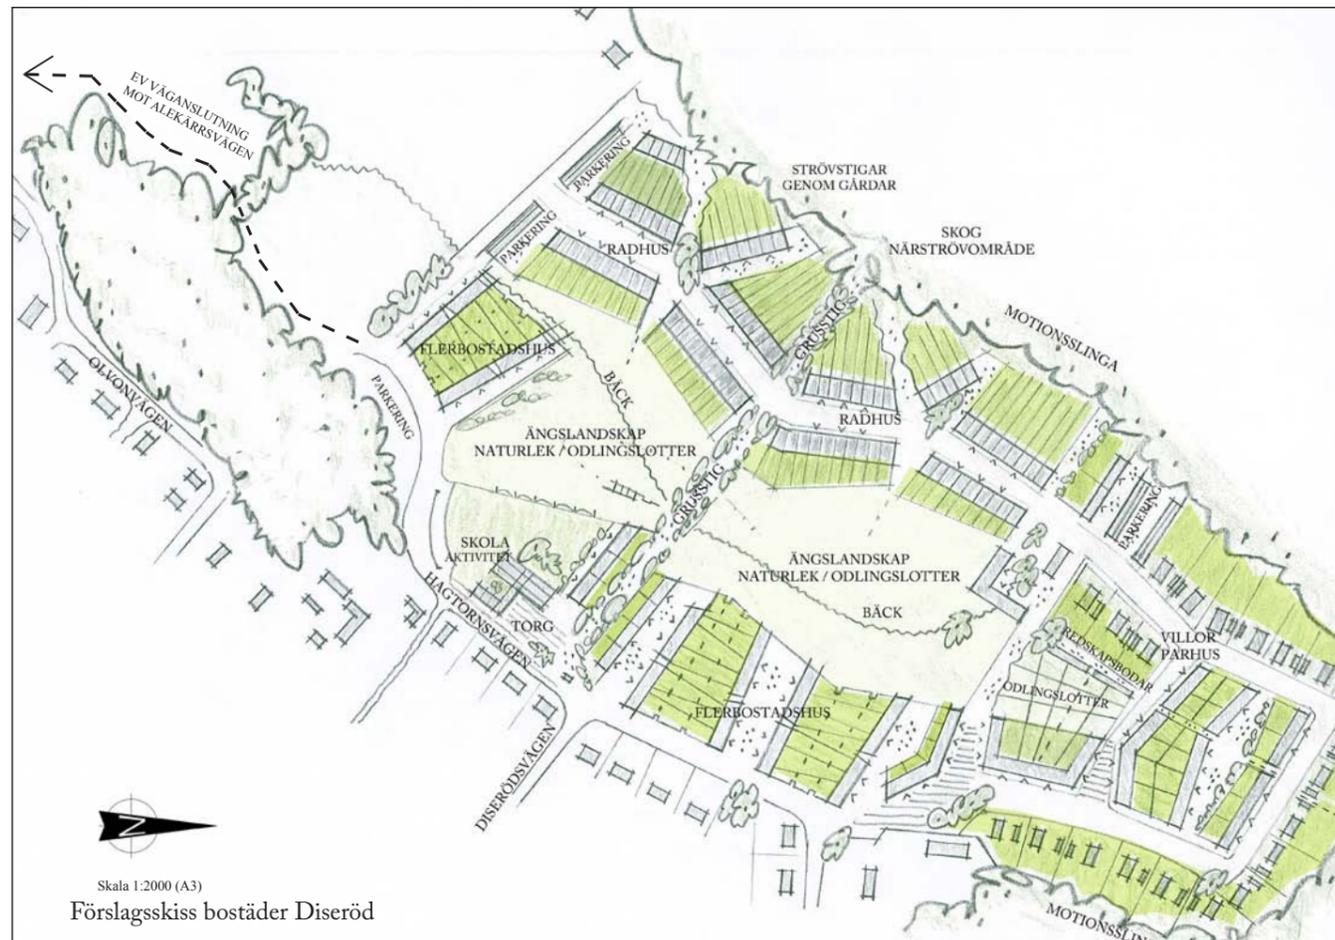 EV VÄGANSLUTNING
MOT ALEKÄRRSVÄGEN
PARKERING
STRÖVSTIGAR
GENOM GÅRDAR
PARKERING
RADHUS
SKOG
NÄRSTRÖVOMRÅDE
MOTIONSSLINGA
GRUSSTIG
FLERBOSTADSHUS
OLVONVÄGEN
PARKERING
BÄCK
RADHUS
ÄNGSLANDSKAP
NATURLEK / ODLINGSLOTTER
GRUSSTIG
PARKERING
SKOLA
AKTIVITET
ÄNGSLANDSKAP
NATURLEK / ODLINGSLOTTER
BÄCK
HAGTORNSVÄGEN
TORG
REDSKAPSBODAR
VILLOR
PARHUS
ODLINGSLOTTER
FLERBOSTADSHUS
DISERÖDSVÄGEN
N
Skala 1:2000 (A3)
Förslagsskiss bostäder Diseröd